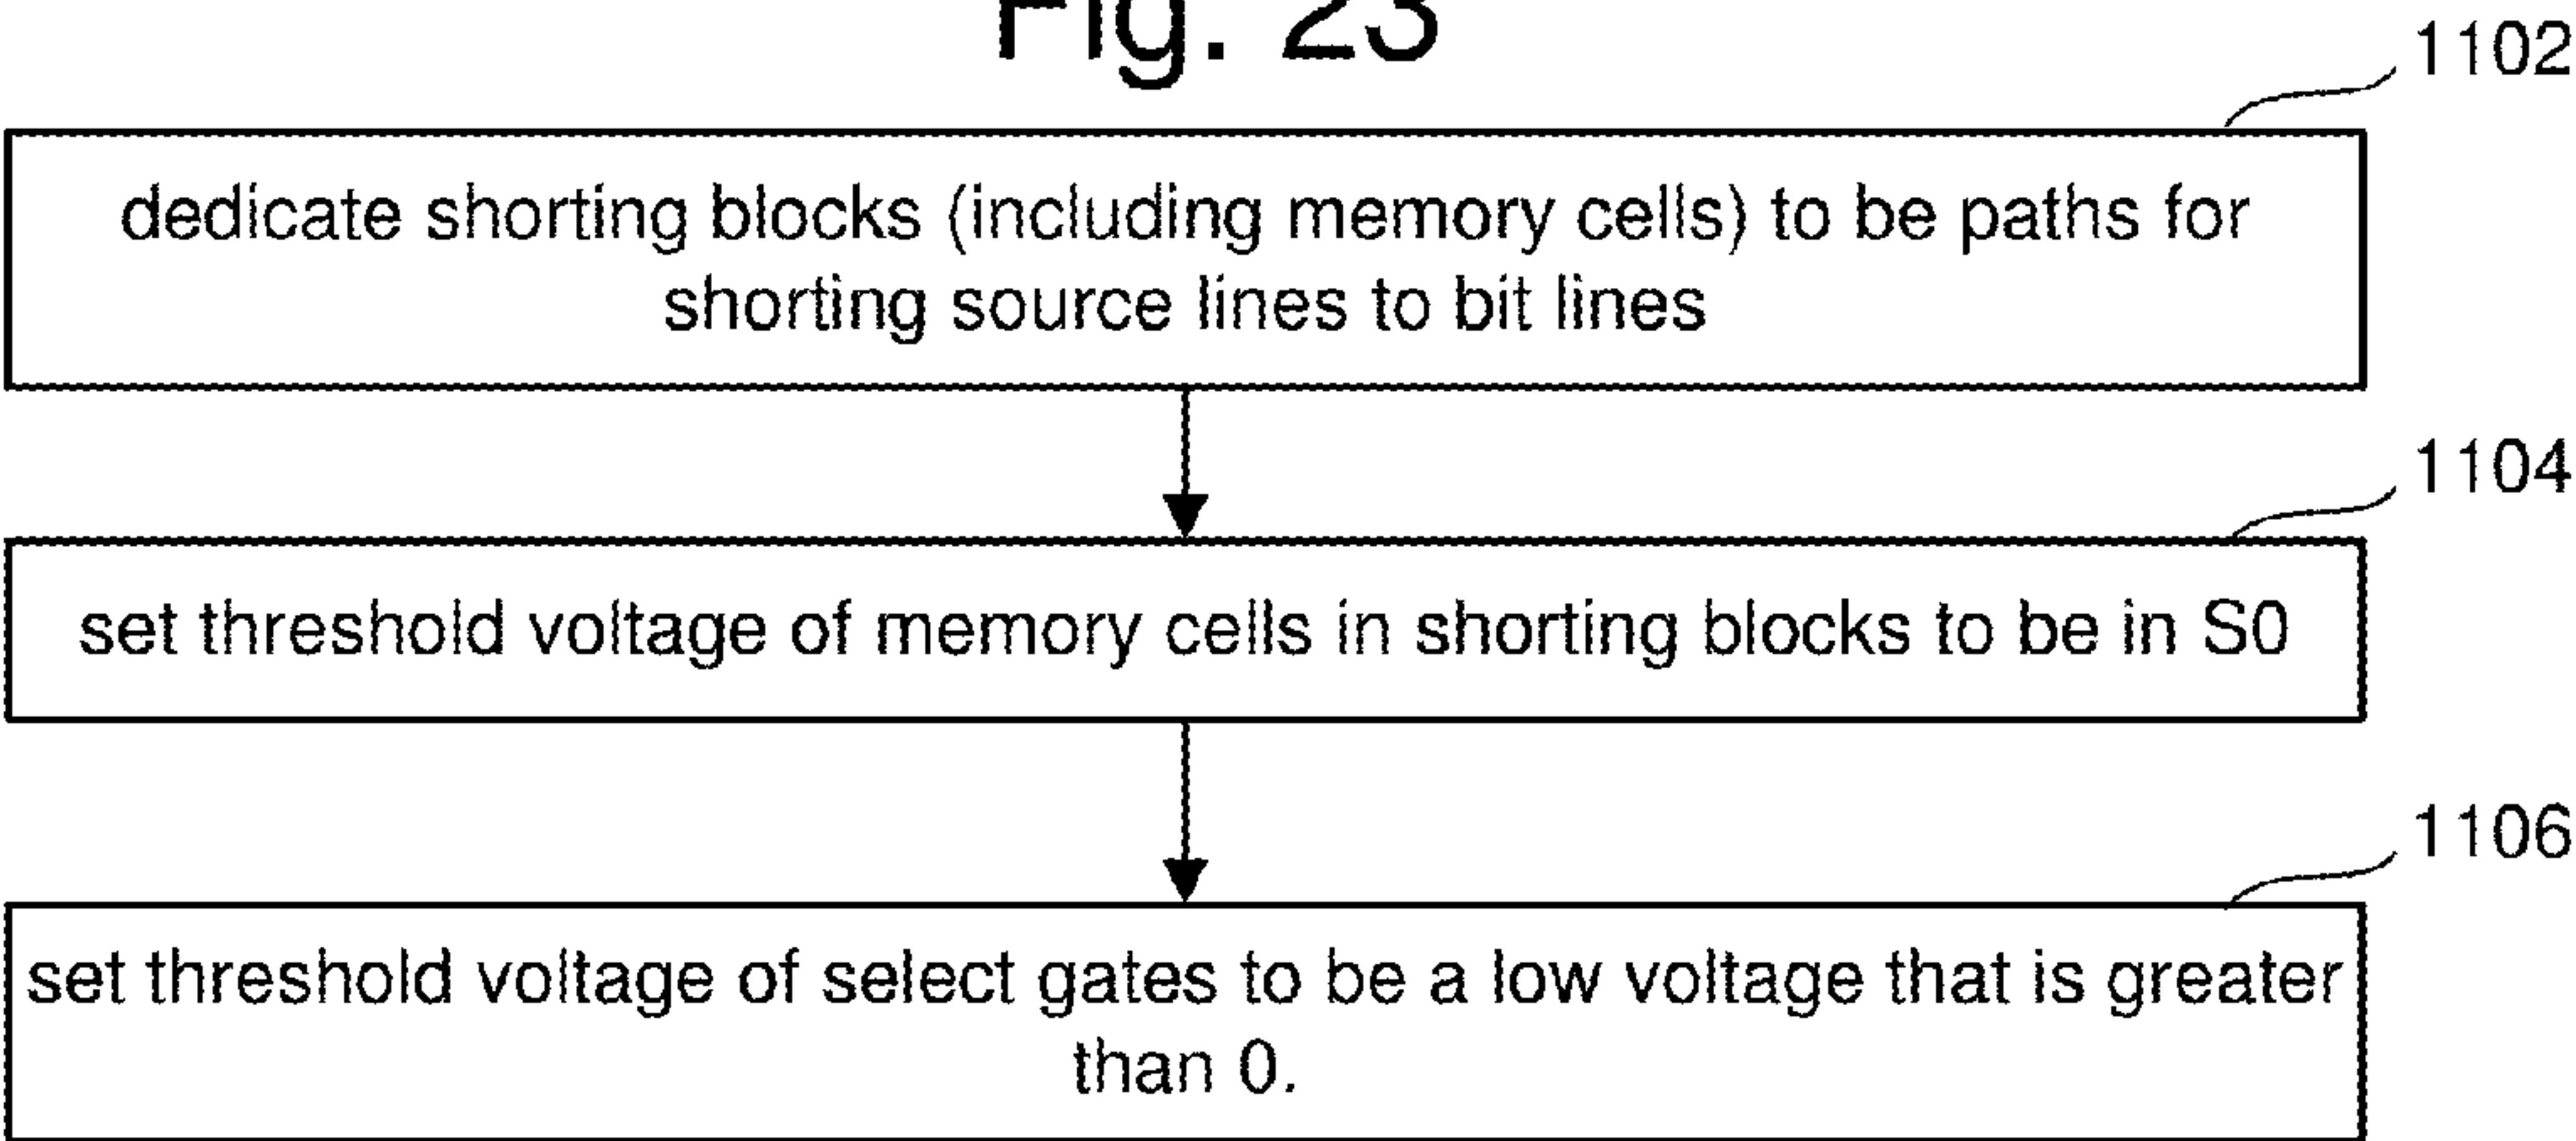 Fig. 23
1102
dedicate shorting blocks (including memory cells) to be paths for
shorting source lines to bit lines
1104
set threshold voltage of memory cells in shorting blocks to be in S0
1106
set threshold voltage of select gates to be a low voltage that is greater
than 0.